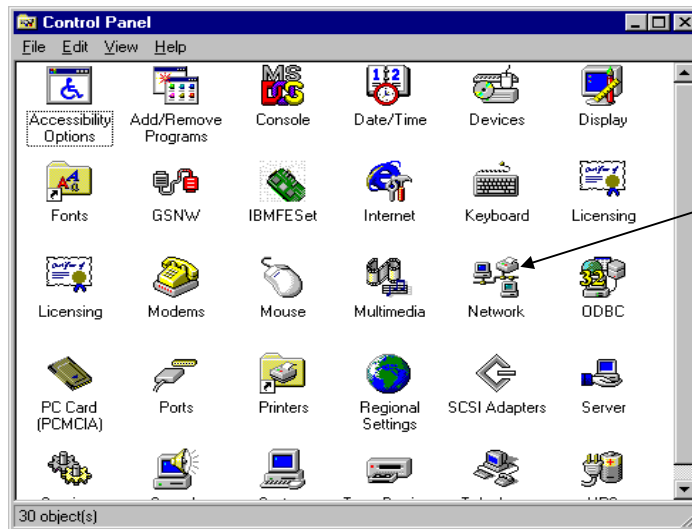 Control Panel
File Edit View Help
Accessibility Options
Add/Remove Programs
Console
Date/Time
Devices
Display
Fonts
GSNW
IBMFESet
Internet
Keyboard
Licensing
Licensing
Modems
Mouse
Multimedia
Network
ODBC
PC Card (PCMCIA)
Ports
Printers
Regional Settings
SCSI Adapters
Server
30 object(s)